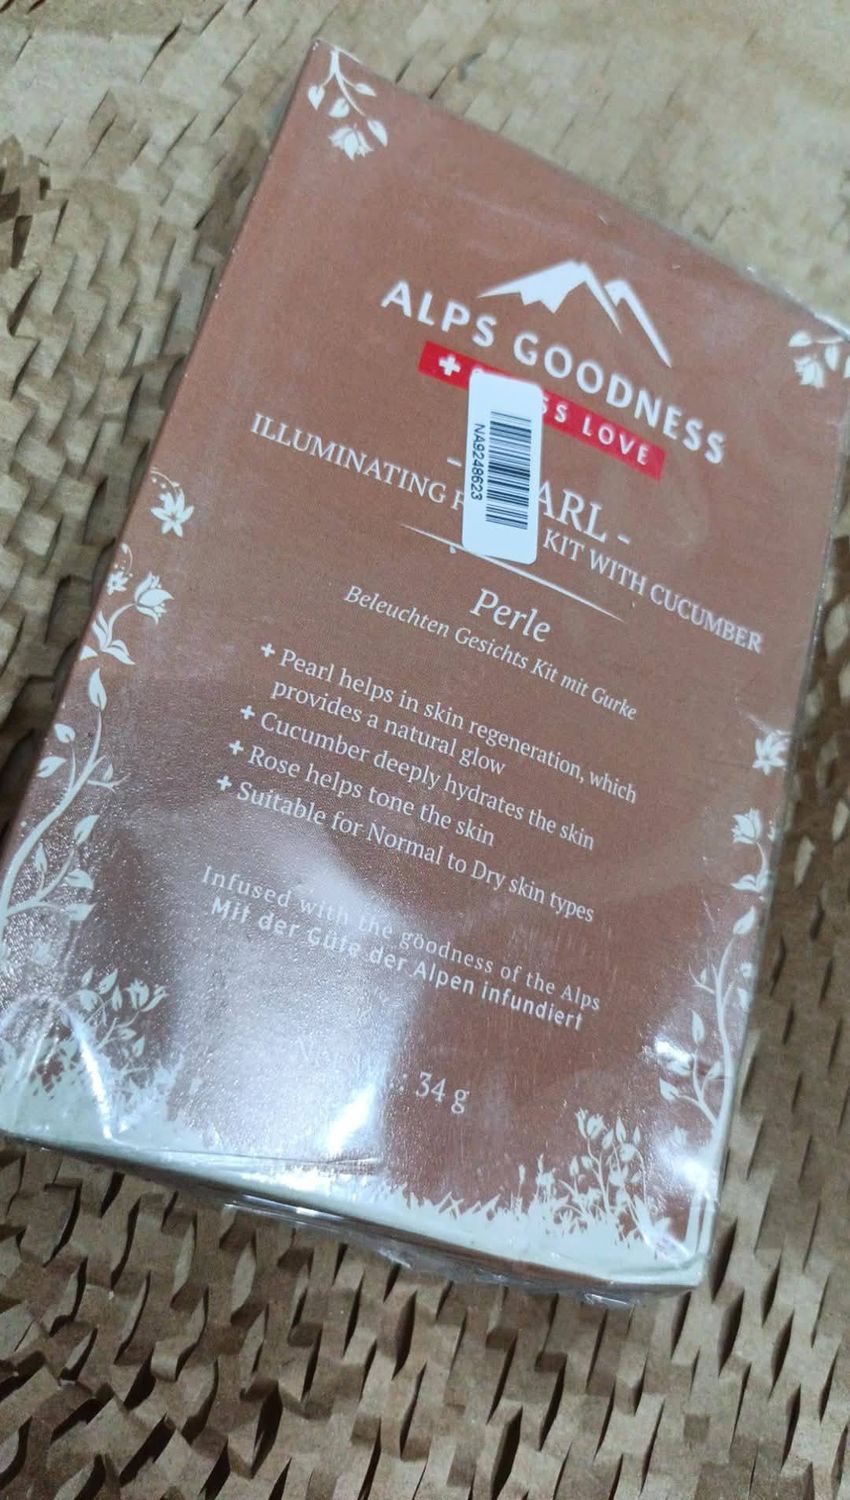 ALPS GOODNESS
SS LOVE
NA9248623
ARL -
ILLUMINATING KIT WITH CUCUMBER
Perle
Beleuchten Gesichts Kit mit Gurke
+ Pearl helps in skin regeneration, which
provides a natural glow
+ Cucumber deeply hydrates the skin
+ Rose helps tone the skin
+ Suitable for Normal to Dry skin types
Infused with the goodness of the Alps
Mit der Güte der Alpen infundiert
34 g